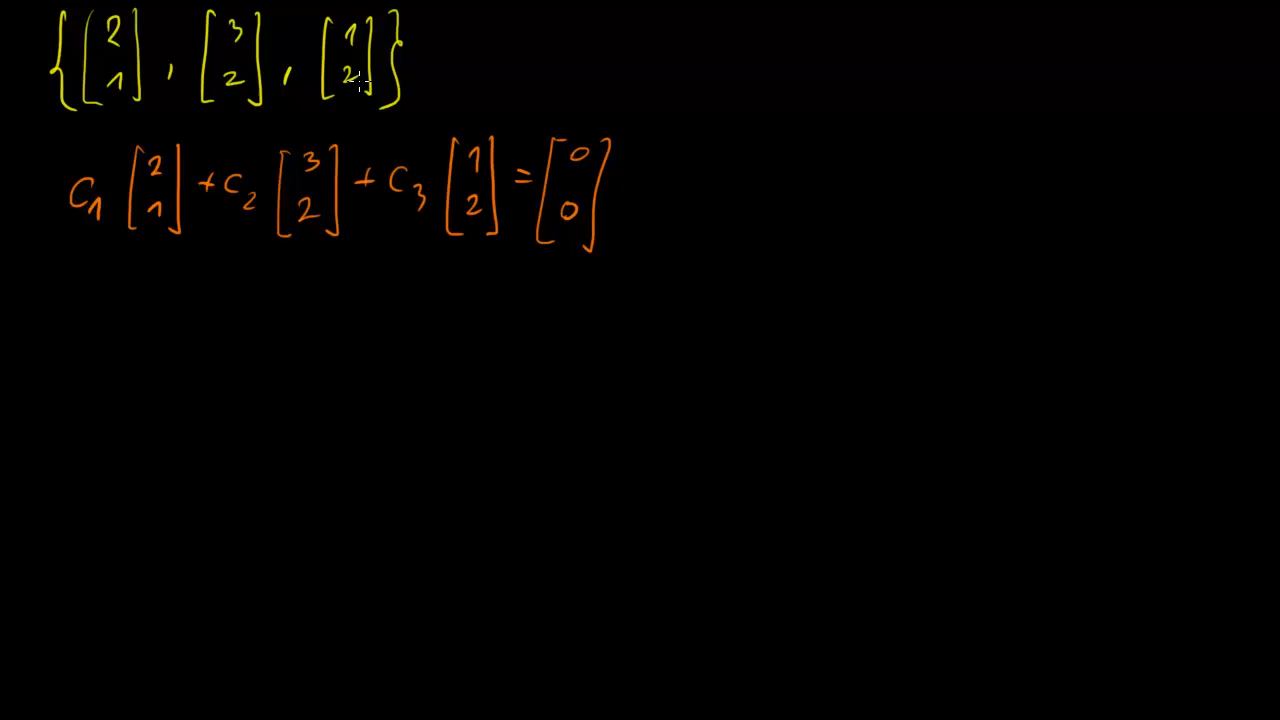 {[2 1], [3 2], [1 2]}
C₁ [2 1] + C₂ [3 2] + C₃ [1 2] = [0 0]